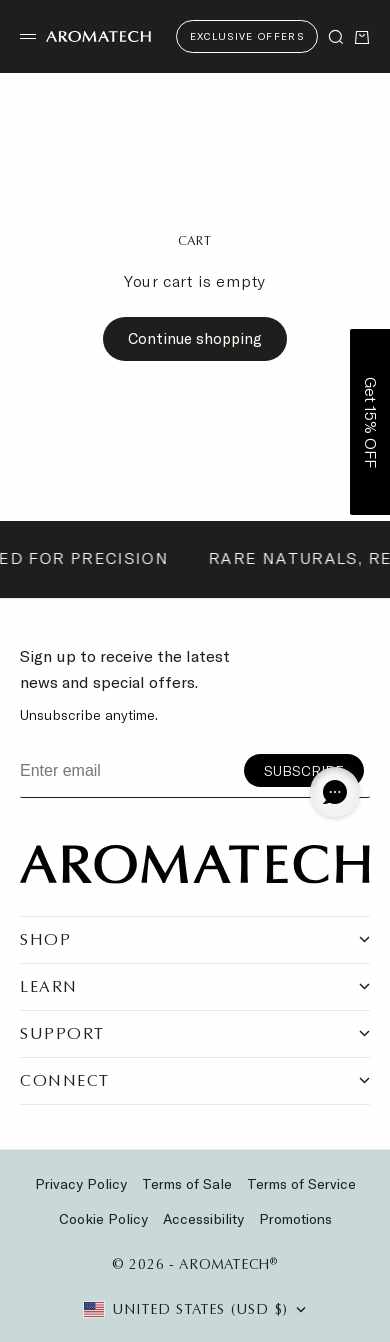 AROMATECH
EXCLUSIVE OFFERS
CART
Your cart is empty
Continue shopping
Get 15% OFF
ED FOR PRECISION
RARE NATURALS, RE
Sign up to receive the latest
news and special offers.
Unsubscribe anytime.
Enter email
SUBSCRIBE
AROMATECH
SHOP
LEARN
SUPPORT
CONNECT
Privacy Policy Terms of Sale Terms of Service
Cookie Policy Accessibility Promotions
© 2026 - AROMATECH®
UNITED STATES (USD $)